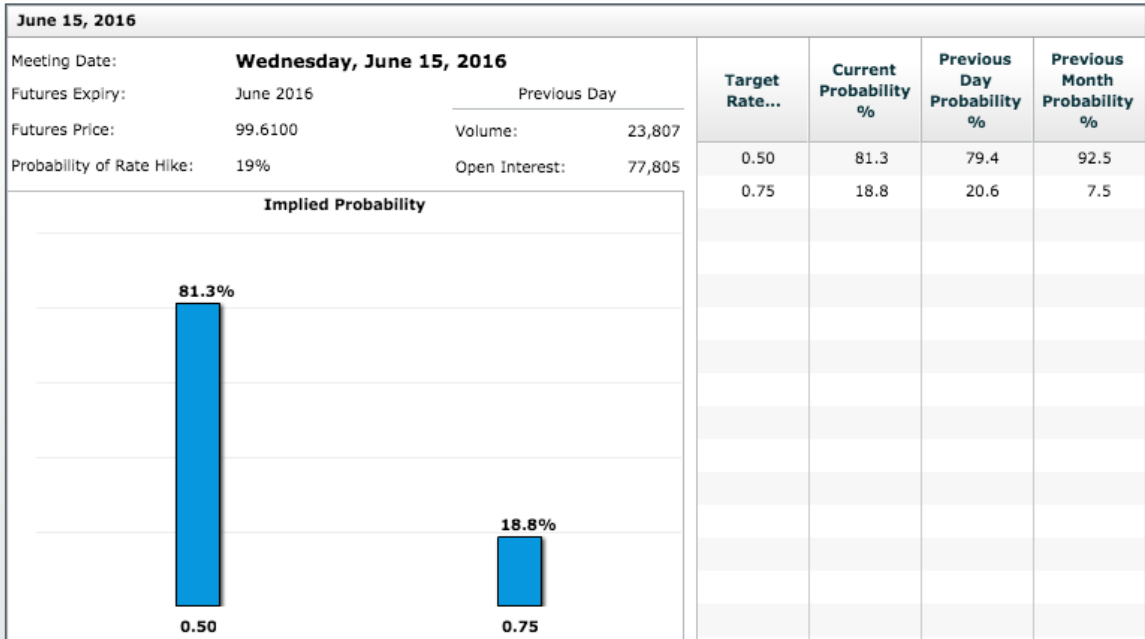 June 15, 2016
Meeting Date: Wednesday, June 15, 2016
Futures Expiry: June 2016 Previous Day
Futures Price: 99.6100 Volume: 23,807
Probability of Rate Hike: 19% Open Interest: 77,805
Implied Probability
81.3%
18.8%
0.50 0.75
Target Rate... Current Probability % Previous Day Probability % Previous Month Probability %
0.50 81.3 79.4 92.5
0.75 18.8 20.6 7.5